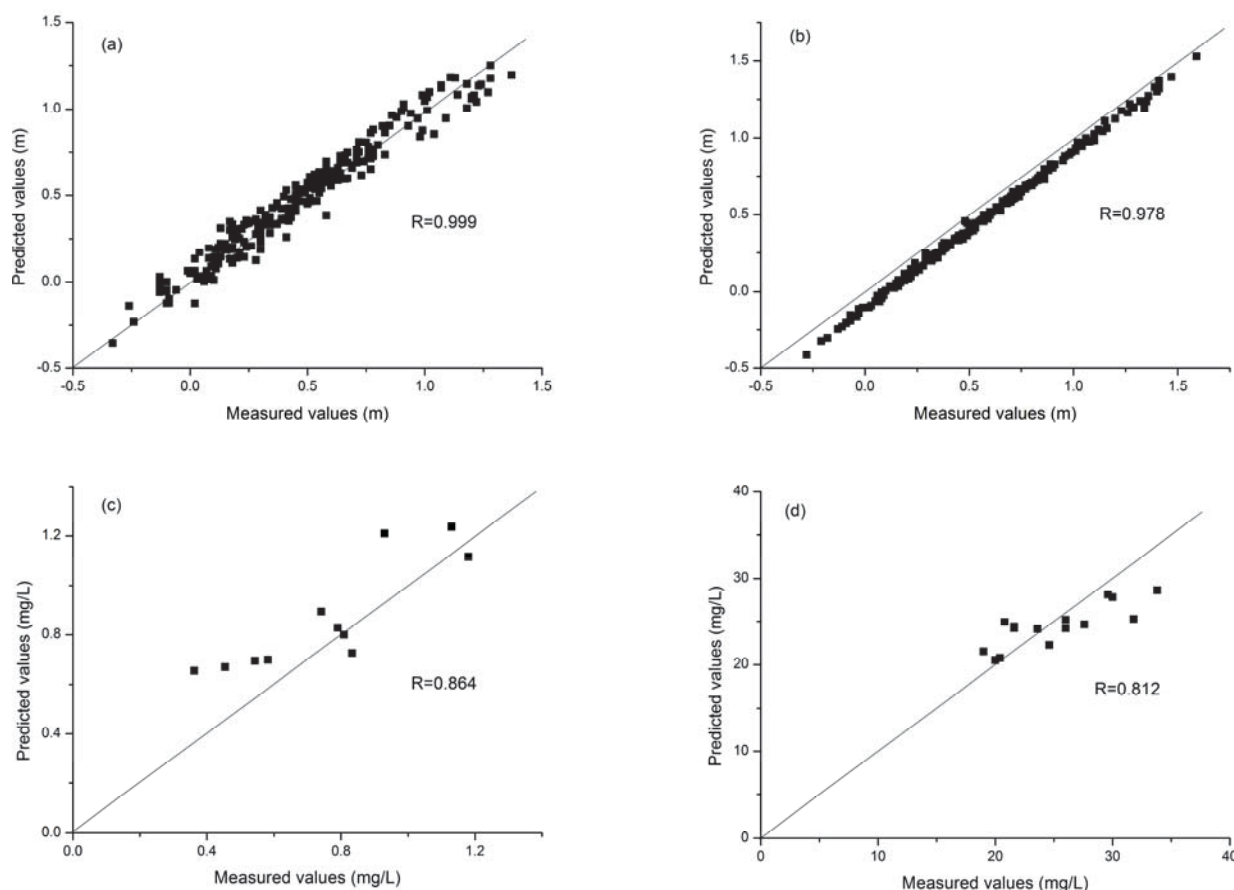 1.5
(a)
1.0
0.5
0.0
-0.5
Predicted values (m)
R=0.999
-0.5 0.0 0.5 1.0 1.5
Measured values (m)
(b)
1.5
1.0
0.5
0.0
-0.5
Predicted values (m)
R=0.978
-0.5 0.0 0.5 1.0 1.5
Measured values (m)
(c)
1.2
0.8
0.4
0.0
Predicted values (mg/L)
R=0.864
0.0 0.4 0.8 1.2
Measured values (mg/L)
40
(d)
30
20
10
0
Predicted values (mg/L)
R=0.812
0 10 20 30 40
Measured values (mg/L)